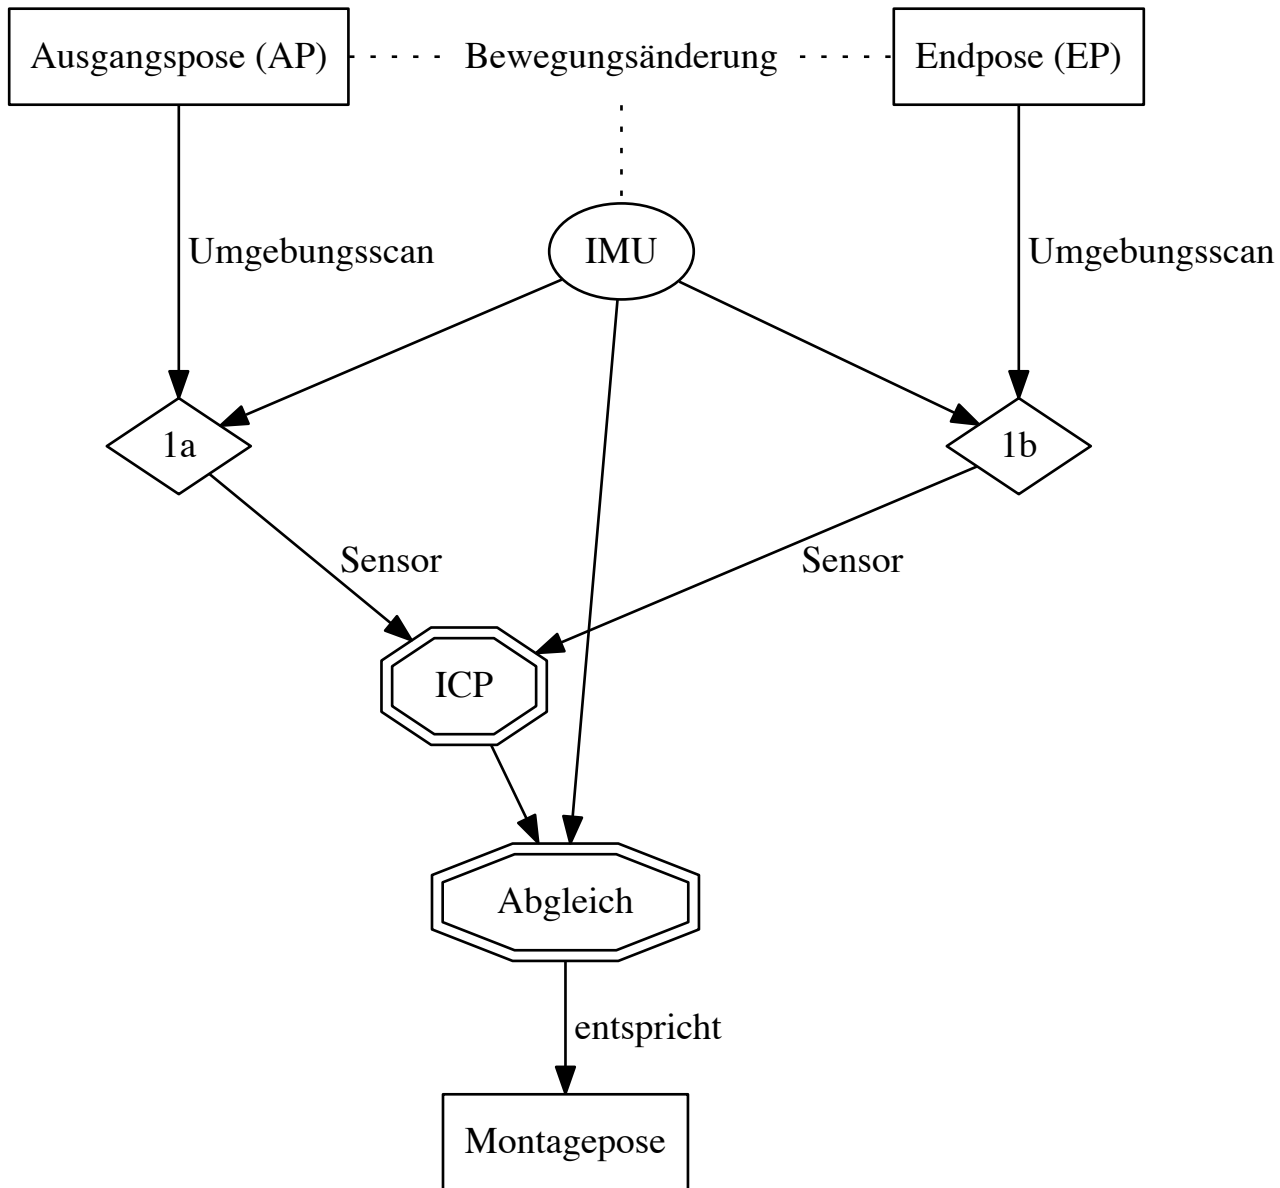 Ausgangspose (AP)
Bewegungsänderung
Endpose (EP)
Umgebungsscan
IMU
Umgebungsscan
1a
1b
Sensor
Sensor
ICP
Abgleich
entspricht
Montagepose